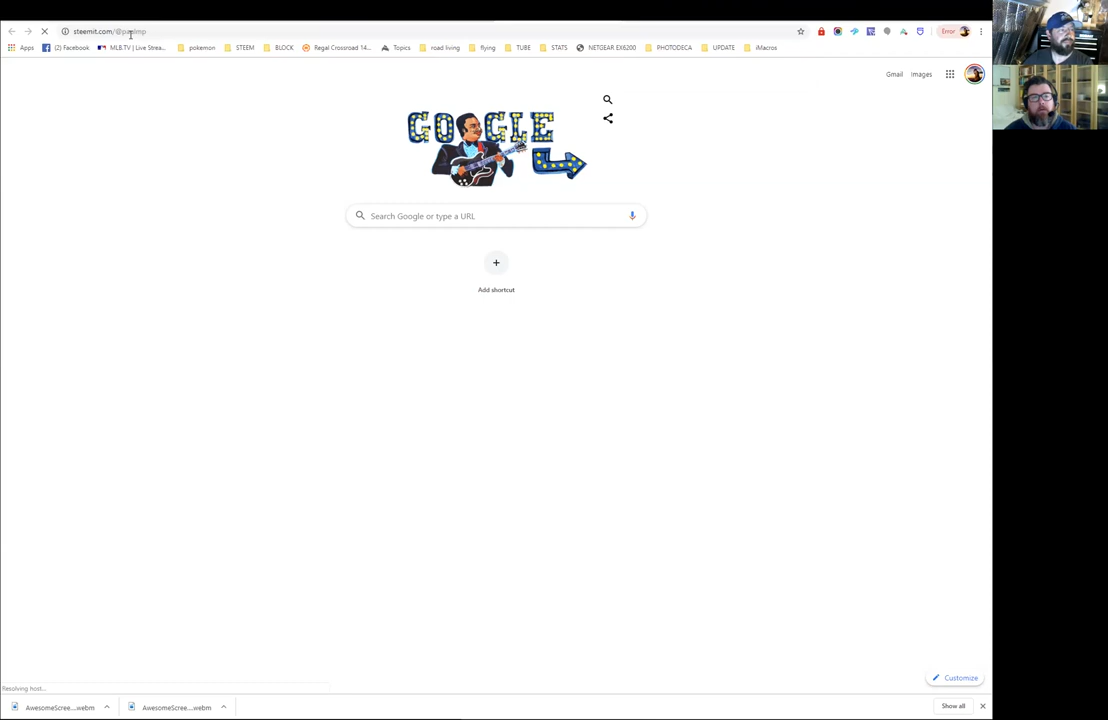 steemit.com/@paulmp
Error
Apps
Facebook
MLB.TV | Live Strea...
pokemon
STEEM
BLOCK
Regal Crossroad 14...
Topics
road living
flying
TUBE
STATS
NETGEAR EX6200
PHOTODECA
UPDATE
iMacros
Gmail
Images
GOOGLE
Search Google or type a URL
Add shortcut
Customize
Resolving host...
AwesomeScree....webm
AwesomeScree....webm
Show all